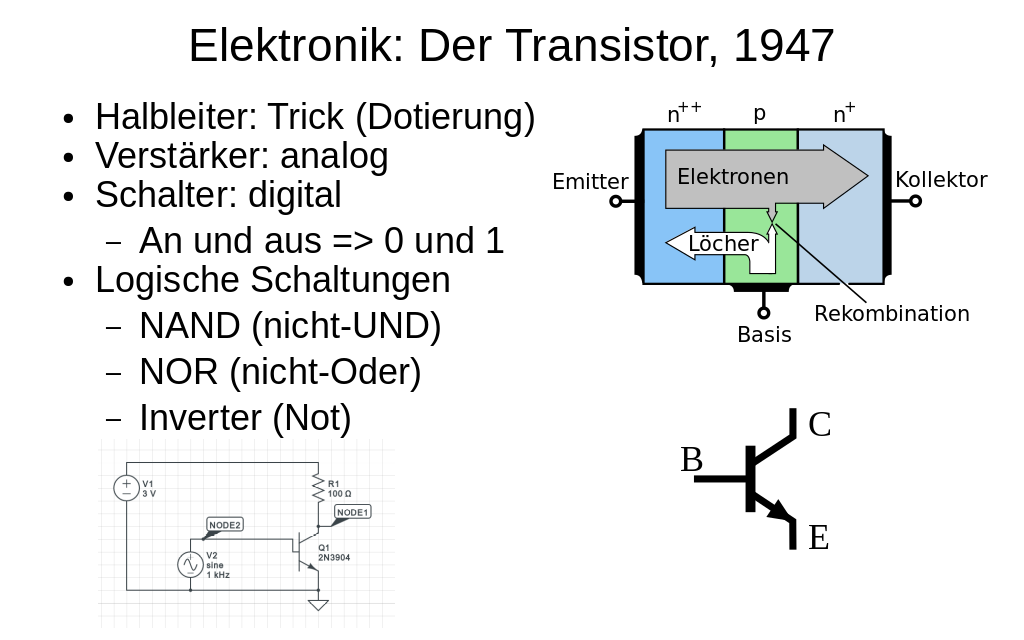 Elektronik: Der Transistor, 1947
• Halbleiter: Trick (Dotierung)
• Verstärker: analog
• Schalter: digital
– An und aus => 0 und 1
• Logische Schaltungen
– NAND (nicht-UND)
– NOR (nicht-Oder)
– Inverter (Not)
n++ p n+
Emitter
Elektronen
Kollektor
Löcher
Rekombination
Basis
C
B
E
V1
3 V
R1
100 Ω
NODE1
NODE2
Q1
2N3904
V2
sine
1 kHz